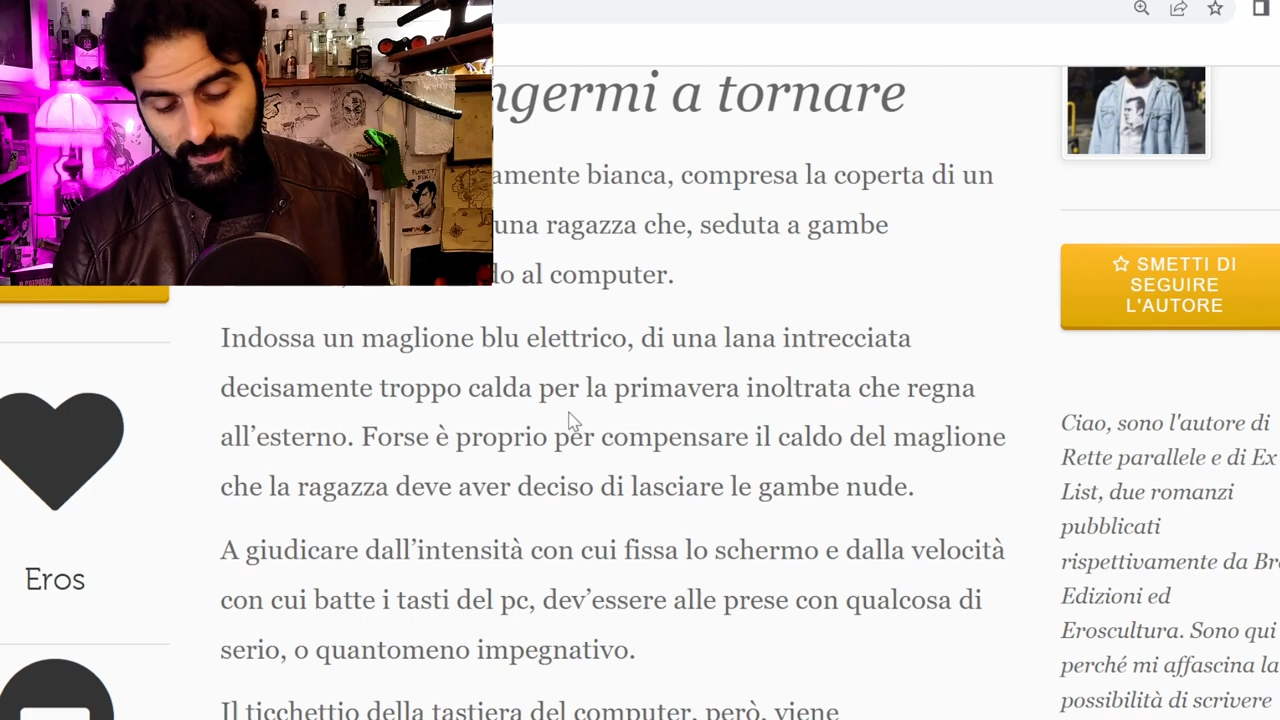 ngermi a tornare
amente bianca, compresa la coperta di un
una ragazza che, seduta a gambe
do al computer.
Indossa un maglione blu elettrico, di una lana intrecciata
decisamente troppo calda per la primavera inoltrata che regna
all’esterno. Forse è proprio per compensare il caldo del maglione
che la ragazza deve aver deciso di lasciare le gambe nude.
A giudicare dall’intensità con cui fissa lo schermo e dalla velocità
con cui batte i tasti del pc, dev’essere alle prese con qualcosa di
serio, o quantomeno impegnativo.
Il ticchettio della tastiera del computer, però, viene
Eros
SMETTI DI
SEGUIRE
L'AUTORE
Ciao, sono l'autore di
Rette parallele e di Ex
List, due romanzi
pubblicati
rispettivamente da Br
Edizioni ed
Eroscultura. Sono qui
perché mi affascina la
possibilità di scrivere
FUMETTI